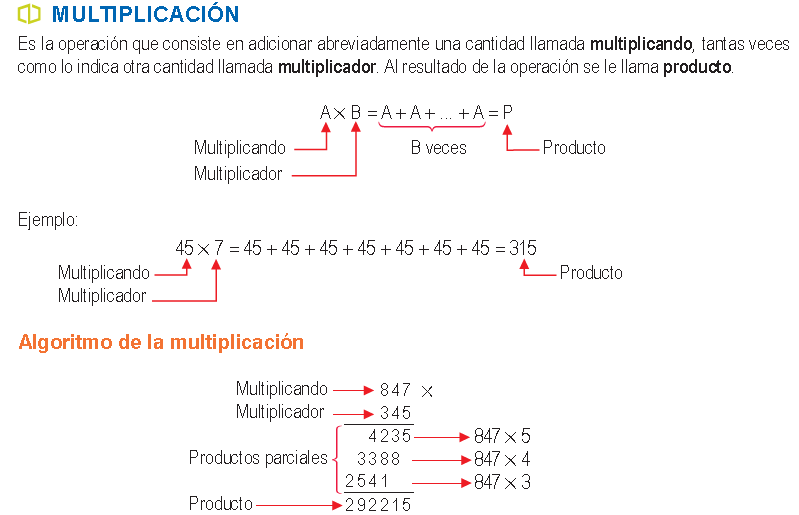 MULTIPLICACIÓN
Es la operación que consiste en adicionar abreviadamente una cantidad llamada multiplicando, tantas veces
como lo indica otra cantidad llamada multiplicador. Al resultado de la operación se le llama producto.
A × B = A + A + ... + A = P
Multiplicando B veces Producto
Multiplicador
Ejemplo:
45 × 7 = 45 + 45 + 45 + 45 + 45 + 45 + 45 = 315
Multiplicando Producto
Multiplicador
Algoritmo de la multiplicación
Multiplicando 847 ×
Multiplicador 345
4235 847 × 5
Productos parciales 3388 847 × 4
2541 847 × 3
Producto 292215